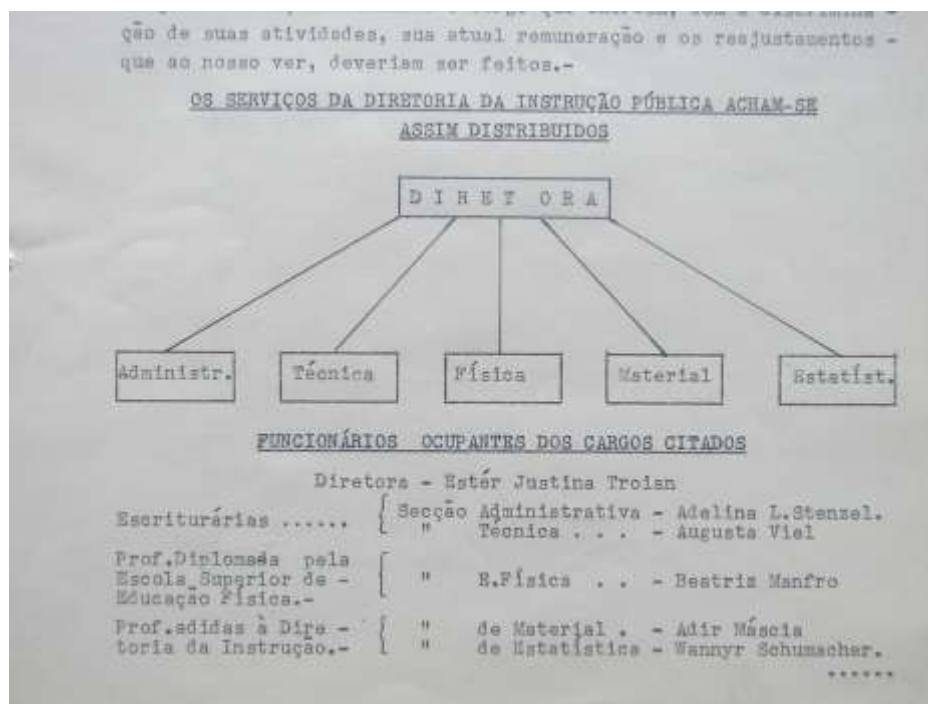 ção de suas atividades, sua atual remuneração e os reajustamentos -
que ao nosso ver, deveriam ser feitos.-
OS SERVIÇOS DA DIRETORIA DA INSTRUÇÃO PÚBLICA ACHAM-SE
ASSIM DISTRIBUIDOS
D I R E T O R A
Administr.
Técnica
Física
Material
Estatíst.
FUNCIONÁRIOS OCUPANTES DOS CARGOS CITADOS
Diretora - Estér Justina Troian
Escriturárias ...... { Secção Administrativa - Adelina L.Stenzel.
" Técnica . . . - Augusta Viel
Prof.Diplomada pela
Escola Superior de - { " E.Física . . - Beatriz Manfro
Educação Física.-
Prof.adidas à Dire - { " de Material . - Adir Máscia
toria da Instrução.- " de Estatística - Wannyr Schumacher.
......